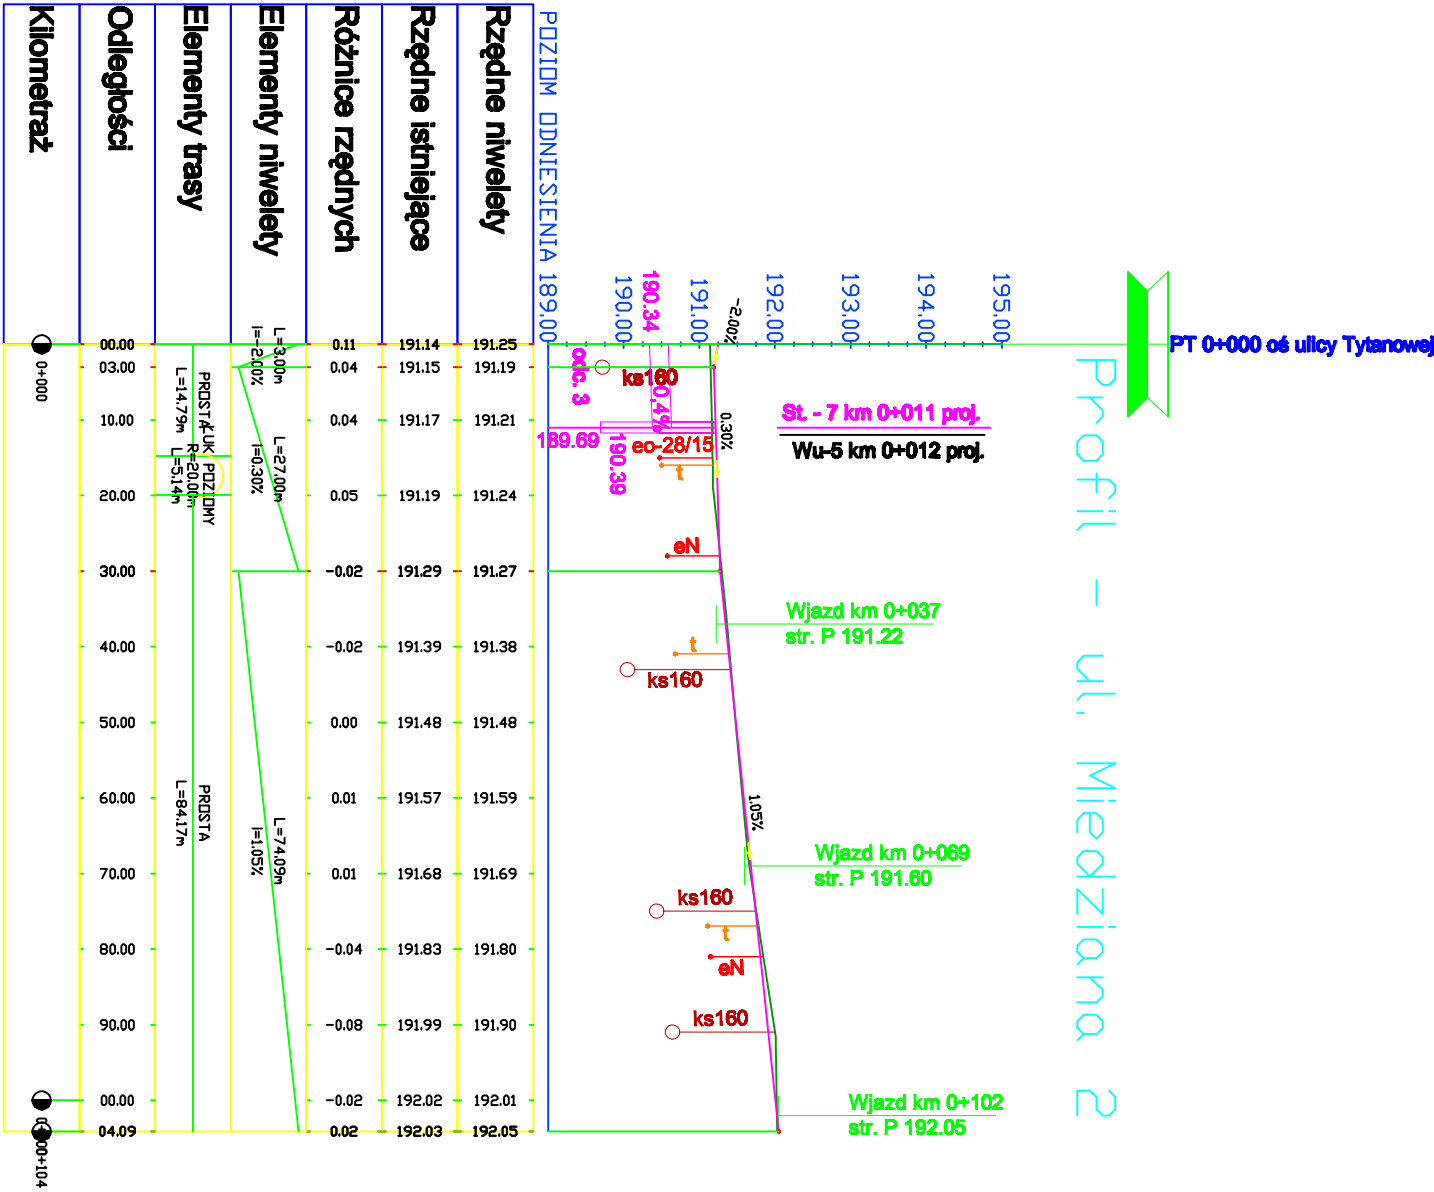 Profil - ul. Miedziana 2
PT 0+000 oś ulicy Tytanowej
195.00
194.00
193.00
192.00
191.00
190.00
POZIOM ODNIESIENIA 189.00
190.34
-2.00%
odc. 3
ks160
0,4%
0.30%
St. - 7 km 0+011 proj.
Wu-5 km 0+012 proj.
189.69
190.39
eo-28/15
t
eN
Wjazd km 0+037
str. P 191.22
t
ks160
1.05%
Wjazd km 0+069
str. P 191.60
ks160
t
eN
ks160
Wjazd km 0+102
str. P 192.05
Rzędne niwelety
191.25 191.19 191.21 191.24 191.27 191.38 191.48 191.59 191.69 191.80 191.90 192.01 192.05
Rzędne istniejące
191.14 191.15 191.17 191.19 191.29 191.39 191.48 191.57 191.68 191.83 191.99 192.02 192.03
Różnice rzędnych
0.11 0.04 0.04 0.05 -0.02 -0.02 0.00 0.01 0.01 -0.04 -0.08 -0.02 0.02
Elementy niwelety
L=3.00m
i=-2.00%
L=27.00m
i=0.30%
L=74.09m
i=1.05%
Elementy trasy
PROSTA
L=14.79m
ŁUK POZIOMY
R=20.00m
L=5.14m
PROSTA
L=84.17m
Odległości
00.00 03.00 10.00 20.00 30.00 40.00 50.00 60.00 70.00 80.00 90.00 00.00 04.09
Kilometraż
0+000
0+104